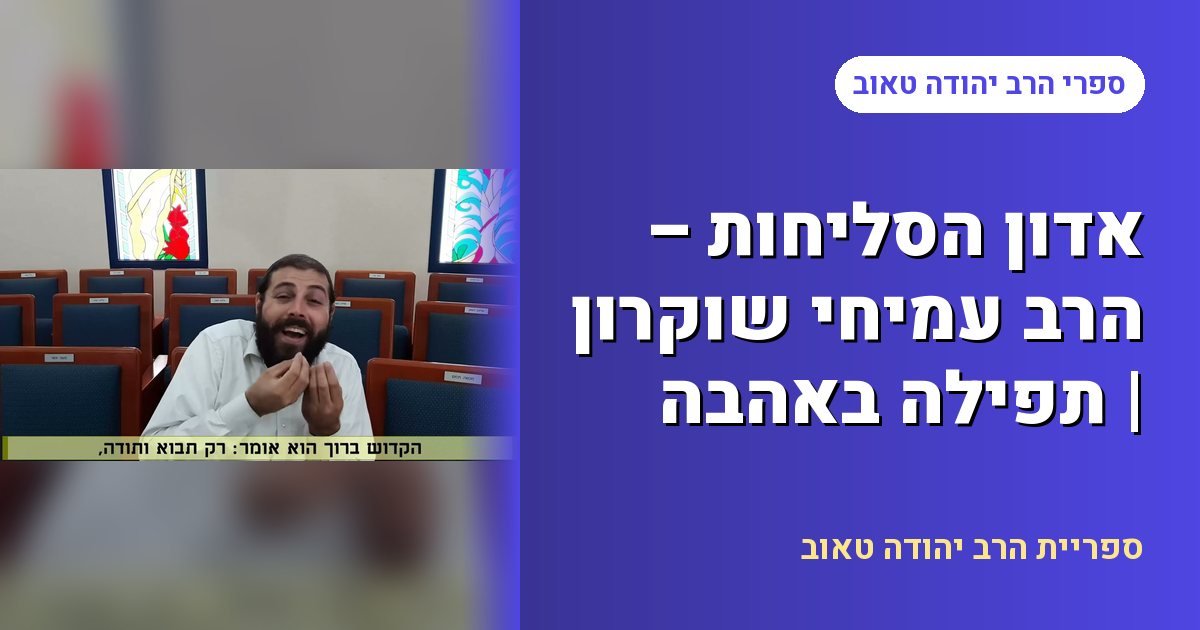 ספרי הרב יהודה טאוב
אדון הסליחות –
הרב עמיחי שוקרון
| תפילה באהבה
הקדוש ברוך הוא אומר: רק תבוא ותודה,
ספריית הרב יהודה טאוב